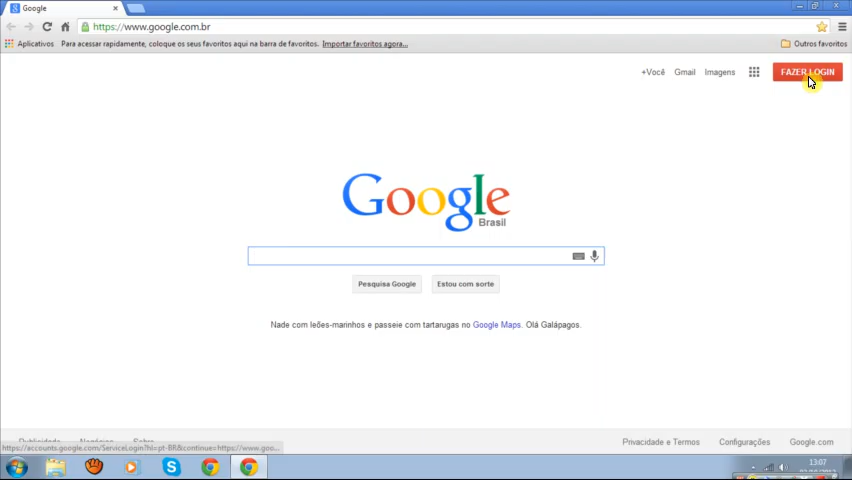 Google
https://www.google.com.br
Aplicativos Para acessar rapidamente, coloque os seus favoritos aqui na barra de favoritos. Importar favoritos agora... Outros favoritos
+Você Gmail Imagens FAZER LOGIN
Google
Brasil
Pesquisa Google Estou com sorte
Nade com leões-marinhos e passeie com tartarugas no Google Maps. Olá Galápagos.
Publicidade Negócios Sobre Privacidade e Termos Configurações Google.com
https://accounts.google.com/ServiceLogin?hl=pt-BR&continue=https://www.goo...
13:07